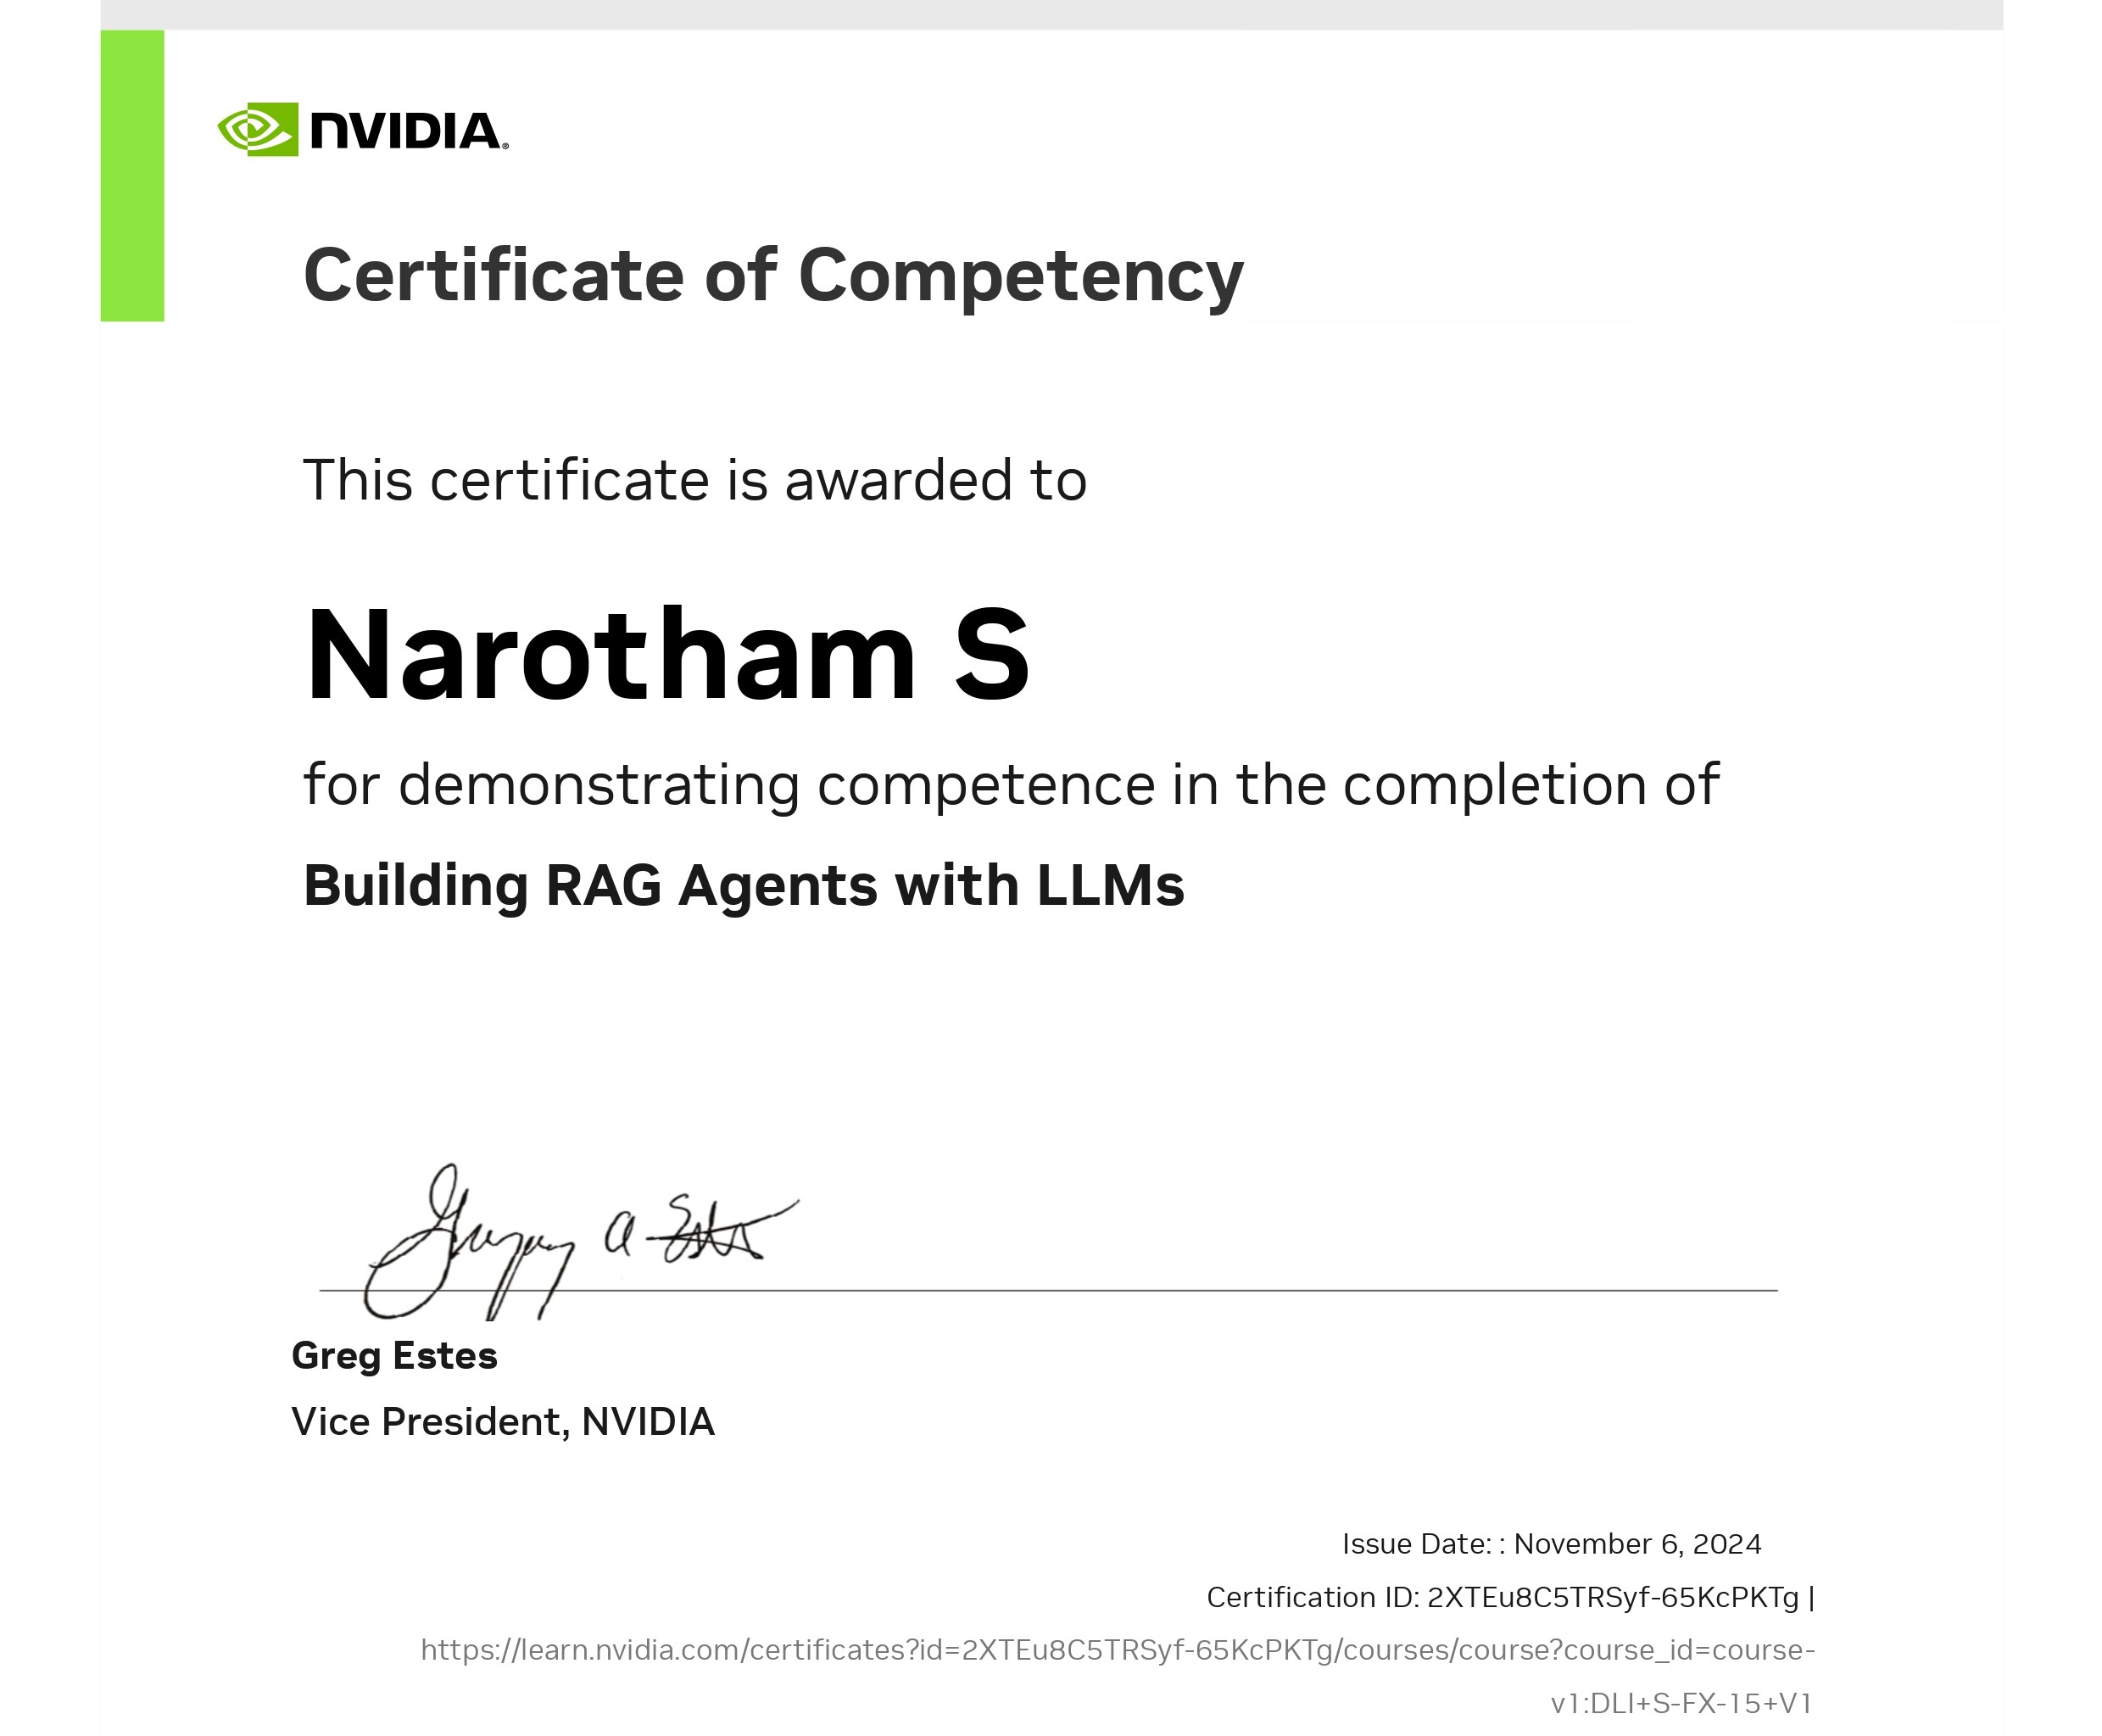 NVIDIA®
Certificate of Competency
This certificate is awarded to
Narotham S
for demonstrating competence in the completion of
Building RAG Agents with LLMs
Gregory A Estes
Greg Estes
Vice President, NVIDIA
Issue Date: : November 6, 2024
Certification ID: 2XTEu8C5TRSyf-65KcPKTg |
https://learn.nvidia.com/certificates?id=2XTEu8C5TRSyf-65KcPKTg/courses/course?course_id=course-
v1:DLI+S-FX-15+V1